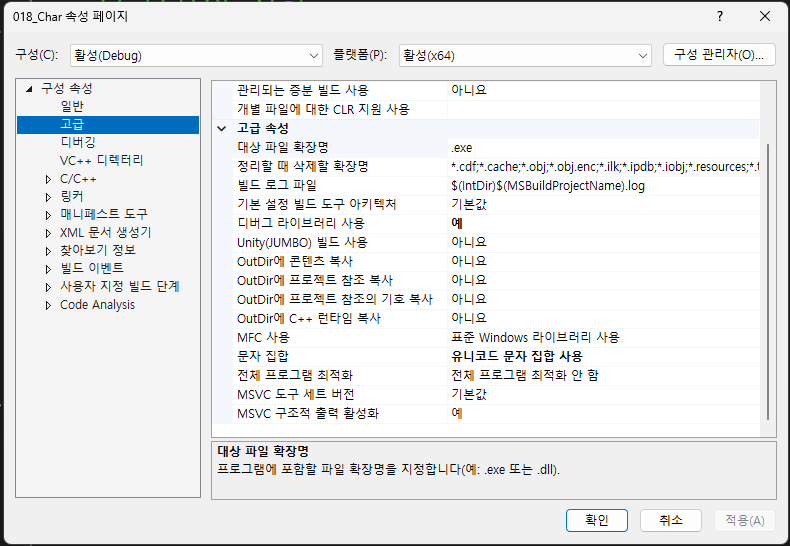 018_Char 속성 페이지
구성(C): 활성(Debug) 플랫폼(P): 활성(x64) 구성 관리자(O)...
구성 속성
일반
고급
디버깅
VC++ 디렉터리
C/C++
링커
매니페스트 도구
XML 문서 생성기
찾아보기 정보
빌드 이벤트
사용자 지정 빌드 단계
Code Analysis
관리되는 증분 빌드 사용 아니요
개별 파일에 대한 CLR 지원 사용
고급 속성
대상 파일 확장명 .exe
정리할 때 삭제할 확장명 *.cdf;*.cache;*.obj;*.obj.enc;*.ilk;*.ipdb;*.iobj;*.resources;*.t
빌드 로그 파일 $(IntDir)$(MSBuildProjectName).log
기본 설정 빌드 도구 아키텍처 기본값
디버그 라이브러리 사용 예
Unity(JUMBO) 빌드 사용 아니요
OutDir에 콘텐츠 복사 아니요
OutDir에 프로젝트 참조 복사 아니요
OutDir에 프로젝트 참조의 기호 복사 아니요
OutDir에 C++ 런타임 복사 아니요
MFC 사용 표준 Windows 라이브러리 사용
문자 집합 유니코드 문자 집합 사용
전체 프로그램 최적화 전체 프로그램 최적화 안 함
MSVC 도구 세트 버전 기본값
MSVC 구조적 출력 활성화 예
대상 파일 확장명
프로그램에 포함할 파일 확장명을 지정합니다(예: .exe 또는 .dll).
확인 취소 적용(A)